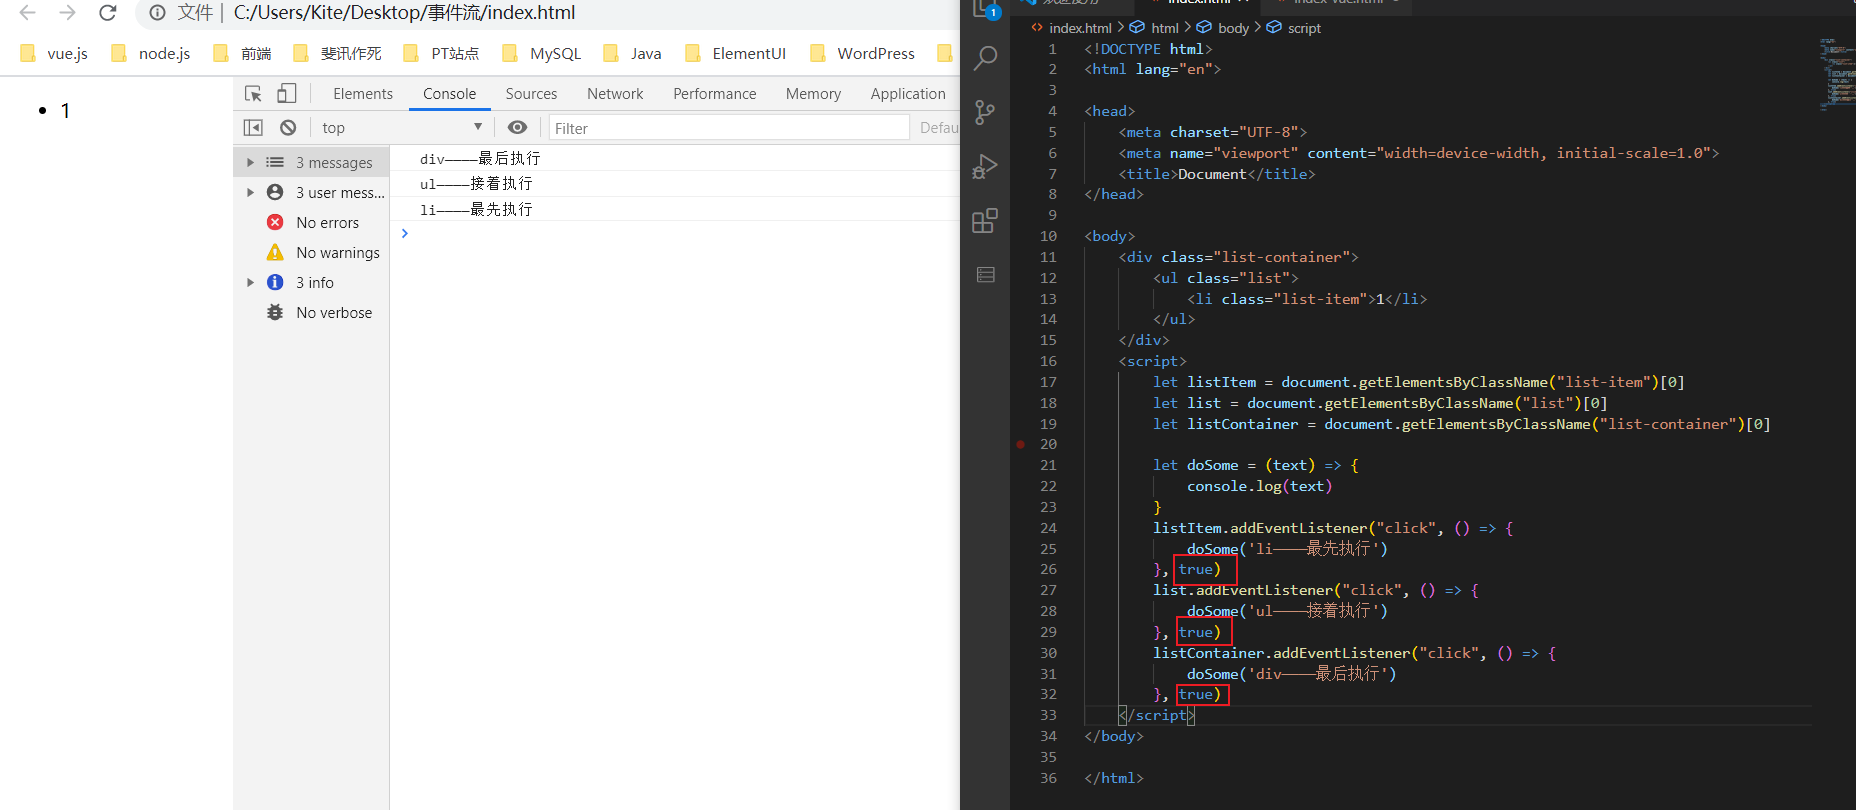 文件 | C:/Users/Kite/Desktop/事件流/index.html
vue.js node.js 前端 斐讯作死 PT站点 MySQL Java ElementUI WordPress
1
Elements Console Sources Network Performance Memory Application
top Filter Defau
3 messages
3 user mess...
No errors
No warnings
3 info
No verbose
div————最后执行
ul————接着执行
li————最先执行
1
index.html > html > body > script
1 <!DOCTYPE html>
2 <html lang="en">
3
4 <head>
5 <meta charset="UTF-8">
6 <meta name="viewport" content="width=device-width, initial-scale=1.0">
7 <title>Document</title>
8 </head>
9
10 <body>
11 <div class="list-container">
12 <ul class="list">
13 <li class="list-item">1</li>
14 </ul>
15 </div>
16 <script>
17 let listItem = document.getElementsByClassName("list-item")[0]
18 let list = document.getElementsByClassName("list")[0]
19 let listContainer = document.getElementsByClassName("list-container")[0]
20
21 let doSome = (text) => {
22 console.log(text)
23 }
24 listItem.addEventListener("click", () => {
25 doSome('li————最先执行')
26 }, true)
27 list.addEventListener("click", () => {
28 doSome('ul————接着执行')
29 }, true)
30 listContainer.addEventListener("click", () => {
31 doSome('div————最后执行')
32 }, true)
33 </script>
34 </body>
35
36 </html>